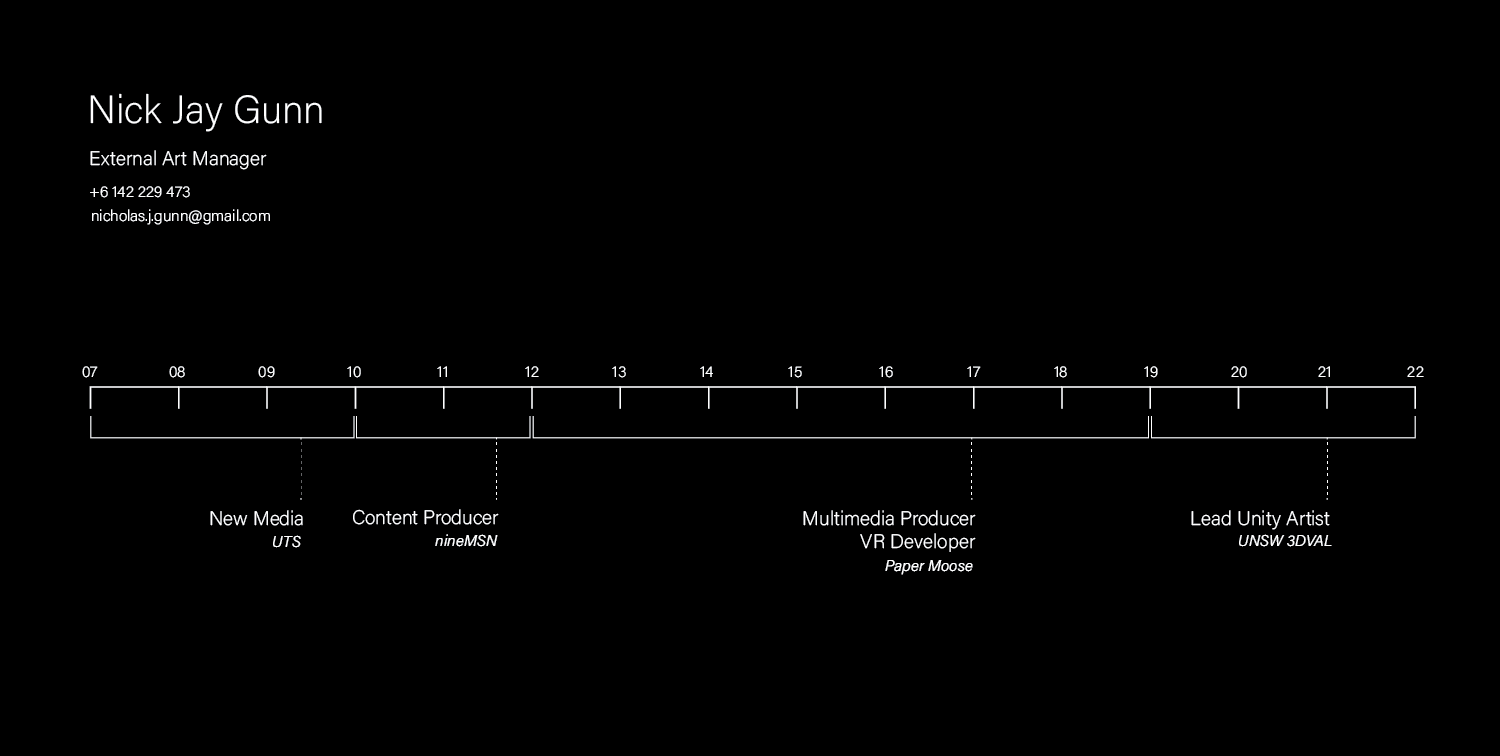 Nick Jay Gunn
External Art Manager
+6 142 229 473
nicholas.j.gunn@gmail.com
07 08 09 10 11 12 13 14 15 16 17 18 19 20 21 22
New Media
UTS
Content Producer
nineMSN
Multimedia Producer
VR Developer
Paper Moose
Lead Unity Artist
UNSW 3DVAL